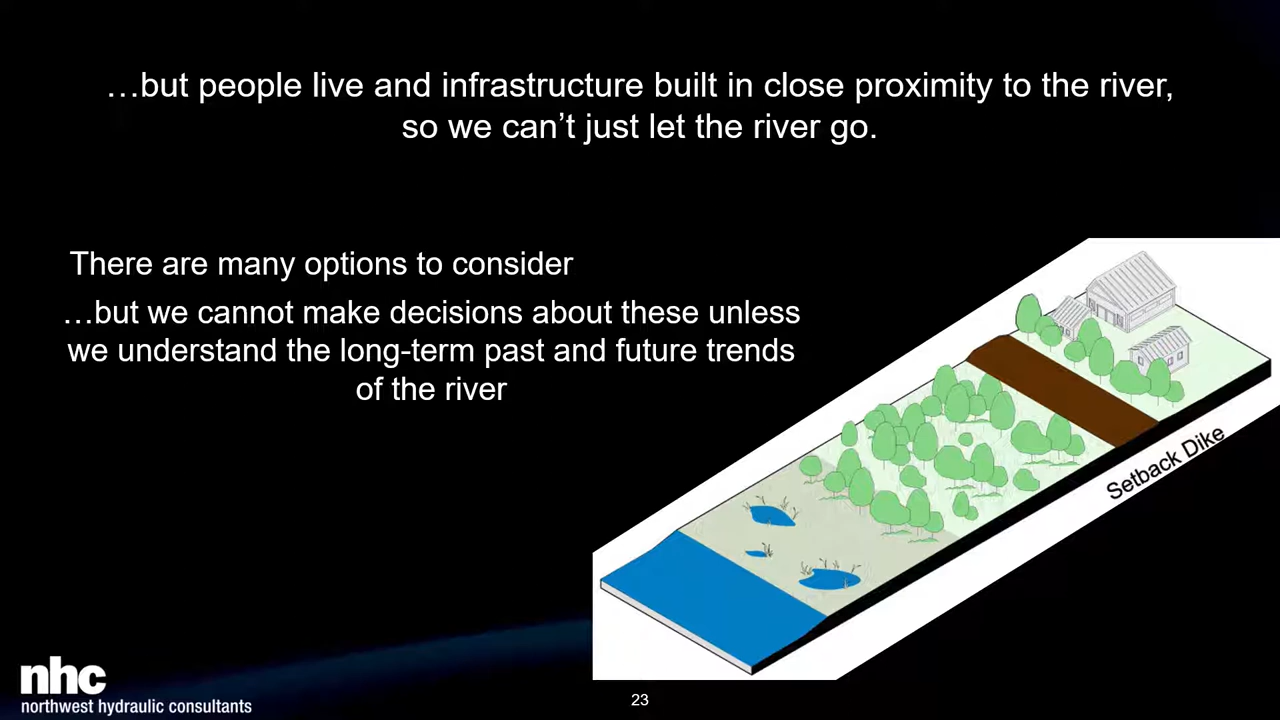 …but people live and infrastructure built in close proximity to the river,
so we can't just let the river go.
There are many options to consider
…but we cannot make decisions about these unless
we understand the long-term past and future trends
of the river
Setback Dike
nhc
northwest hydraulic consultants
23